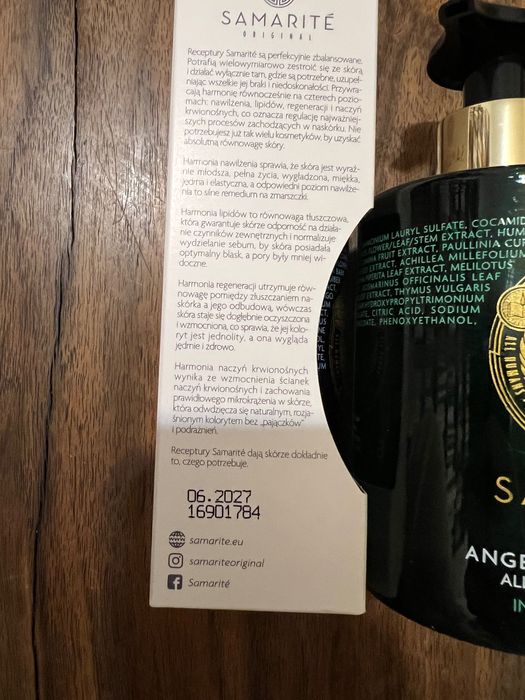 SAMARITÉ
ORIGINAL
Receptury Samarité są perfekcyjnie zbalansowane.
Potrafią wielowymiarowo zestroić się ze skórą
i działać wyłącznie tam, gdzie są potrzebne, uzupeł-
niając wszelkie jej braki i niedoskonałości. Przywra-
cają harmonię równocześnie na czterech pozio-
mach: nawilżenia, lipidów, regeneracji i naczyń
krwionośnych, co oznacza regulację najważniej-
szych procesów zachodzących w naskórku. Nie
potrzebujesz już tak wielu kosmetyków, by uzyskać
absolutną równowagę skóry.
Harmonia nawilżenia sprawia, że skóra jest wyraź-
nie młodsza, pełna życia, wygładzona, miękka,
jędrna i elastyczna, a odpowiedni poziom nawilże-
nia to silne remedium na zmarszczki.
Harmonia lipidów to równowaga tłuszczowa,
która gwarantuje skórze odporność na działa-
nie czynników zewnętrznych i normalizuje
wydzielanie sebum, by skóra posiadała
optymalny blask, a pory były mniej wi-
doczne.
Harmonia regeneracji utrzymuje rów-
nowagę pomiędzy złuszczaniem na-
skórka a jego odbudową, wówczas
skóra staje się dogłębnie oczyszczona
i wzmocniona, co sprawia, że jej kolo-
ryt jest jednolity, a ona wygląda
jędrnie i zdrowo.
Harmonia naczyń krwionośnych
wynika ze wzmocnienia ścianek
naczyń krwionośnych i zachowania
prawidłowego mikrokrążenia w skórze,
która odwdzięcza się naturalnym, rozja-
śnionym kolorytem bez „pajączków"
i podrażnień.
Receptury Samarité dają skórze dokładnie
to, czego potrzebuje.
06.2027
16901784
samarite.eu
samariteoriginal
Samarité
LAURYL SULFATE, COCAMID
FLOWER/LEAF/STEM EXTRACT, HUM
FRUIT EXTRACT, PAULLINIA CU
EXTRACT, ACHILLEA MILLEFOLIU
PIPERITA LEAF EXTRACT, MELILOTUS
ROSMARINUS OFFICINALIS LEAF
EXTRACT, THYMUS VULGARIS
HYDROXYPROPYLTRIMONIUM
CITRIC ACID, SODIUM
PHENOXYETHANOL,
ALL HUMAN
SA
ANGE
ALL
IN